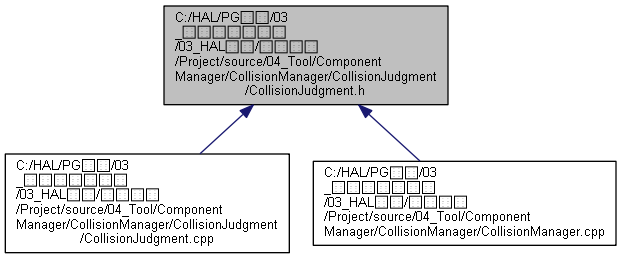 C:/HAL/PG□□/03
_□□□□□□□
/03_HAL□□/□□□□
/Project/source/04_Tool/Component
Manager/CollisionManager/CollisionJudgment
/CollisionJudgment.h
C:/HAL/PG□□/03
_□□□□□□□
/03_HAL□□/□□□□
/Project/source/04_Tool/Component
Manager/CollisionManager/CollisionJudgment
/CollisionJudgment.cpp
C:/HAL/PG□□/03
_□□□□□□□
/03_HAL□□/□□□□
/Project/source/04_Tool/Component
Manager/CollisionManager/CollisionManager.cpp